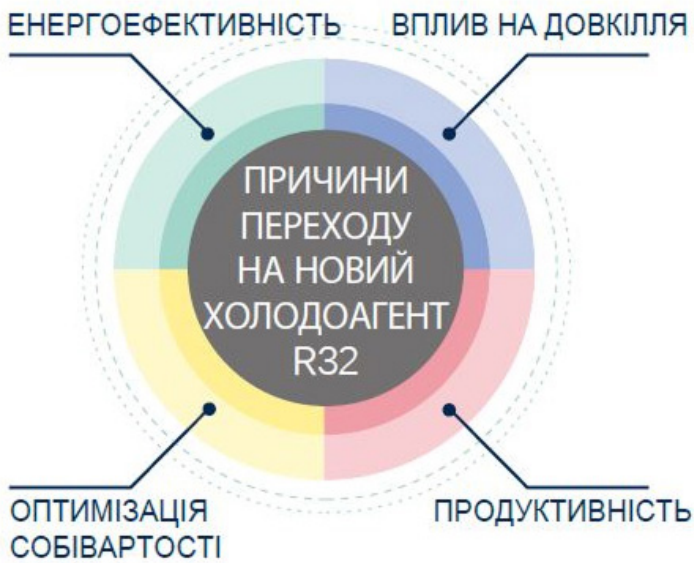 ЕНЕРГОЕФЕКТИВНІСТЬ
ВПЛИВ НА ДОВКІЛЛЯ
ПРИЧИНИ
ПЕРЕХОДУ
НА НОВИЙ
ХОЛОДОАГЕНТ
R32
ОПТИМІЗАЦІЯ
СОБІВАРТОСТІ
ПРОДУКТИВНІСТЬ